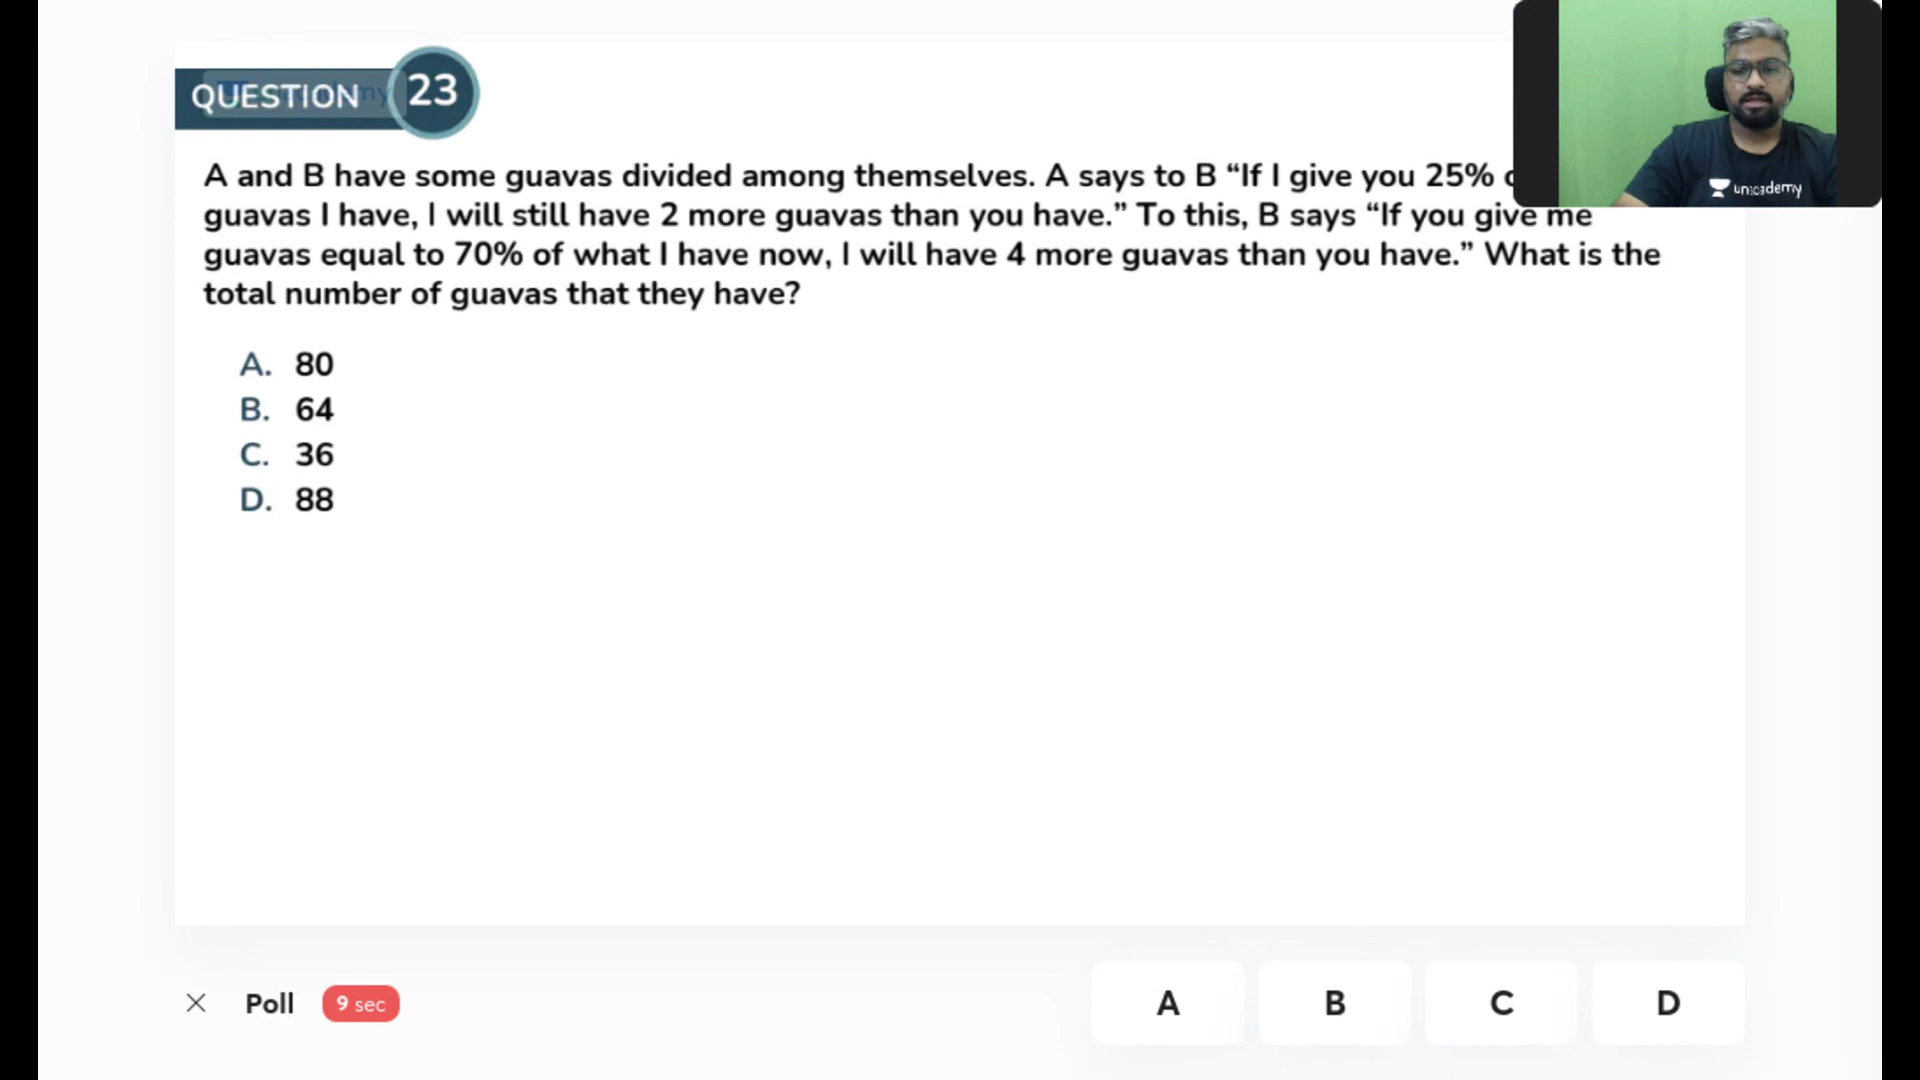 QUESTION 23
A and B have some guavas divided among themselves. A says to B “If I give you 25%
guavas I have, I will still have 2 more guavas than you have.” To this, B says “If you give me
guavas equal to 70% of what I have now, I will have 4 more guavas than you have.” What is the
total number of guavas that they have?
A. 80
B. 64
C. 36
D. 88
unacademy
Poll 9 sec
A B C D